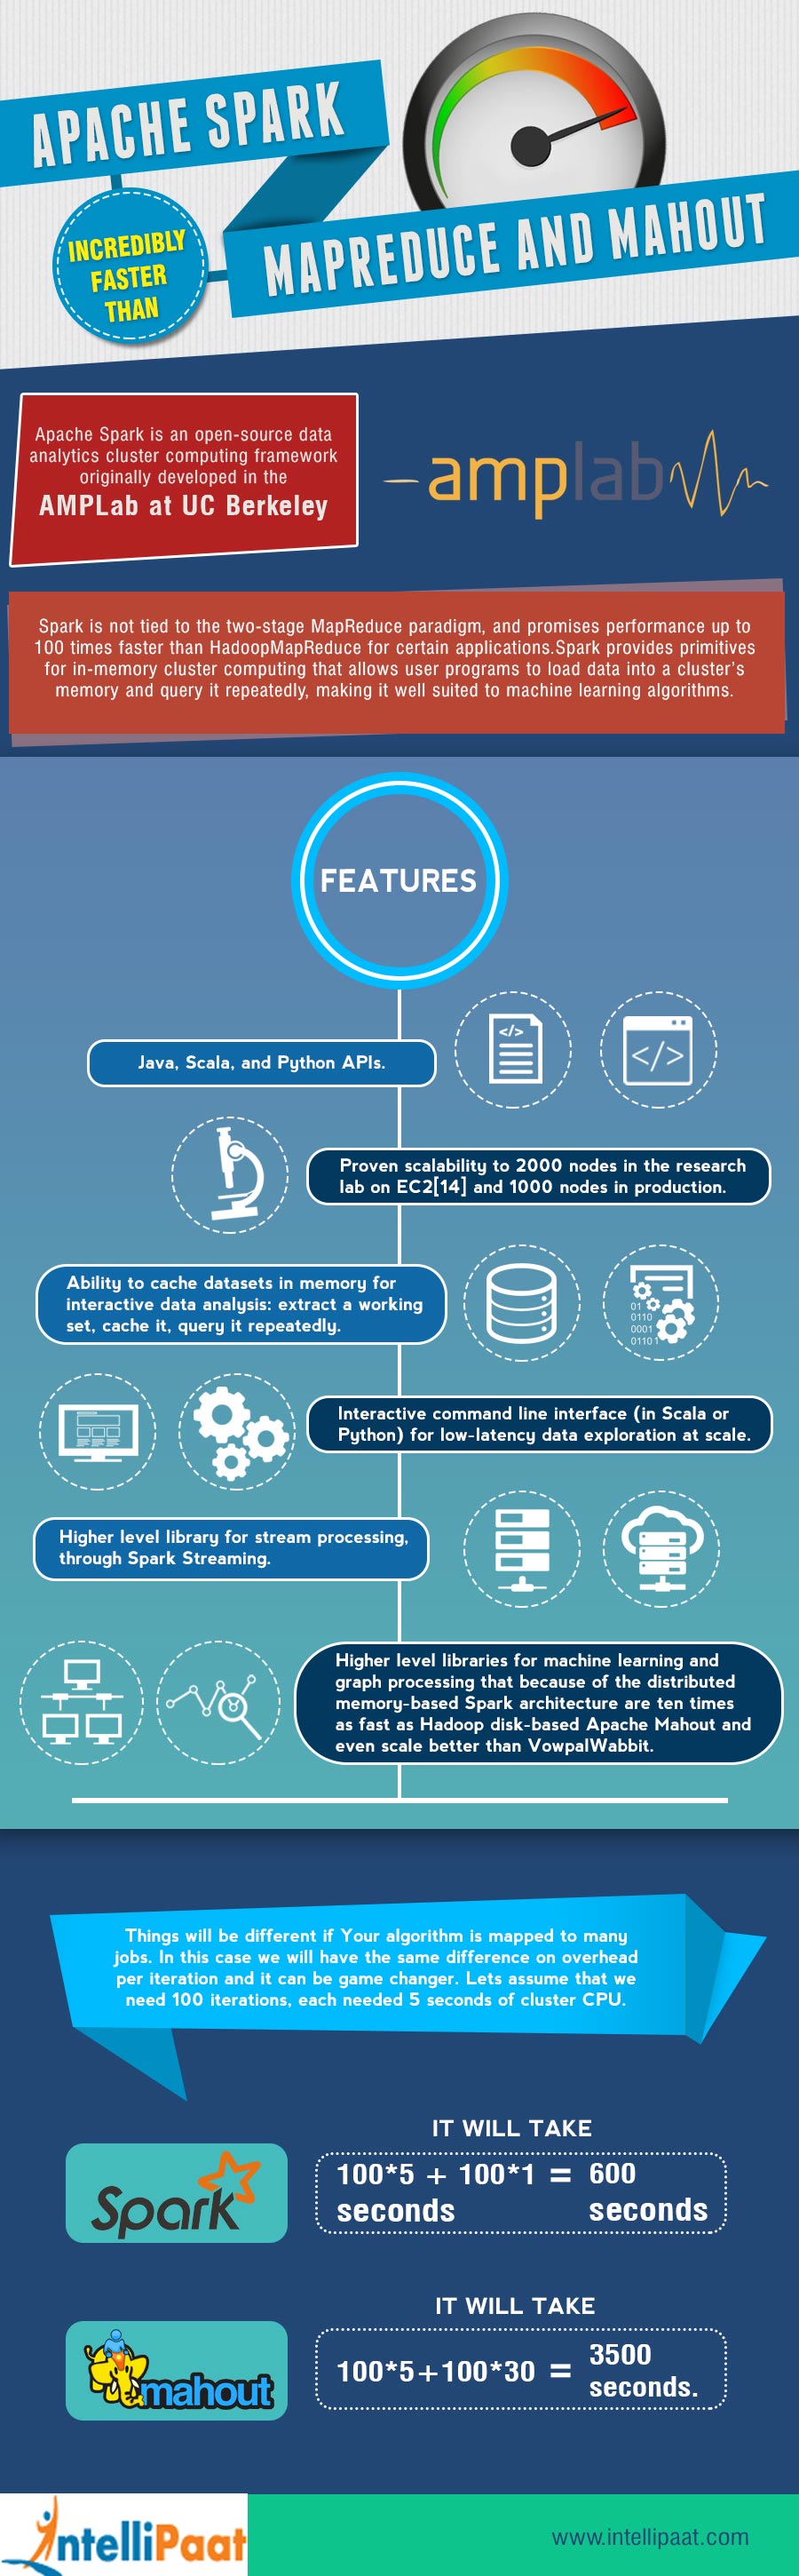 APACHE SPARK
INCREDIBLY
FASTER
THAN
MAPREDUCE AND MAHOUT
Apache Spark is an open-source data
analytics cluster computing framework
originally developed in the
AMPLab at UC Berkeley
amplab
Spark is not tied to the two-stage MapReduce paradigm, and promises performance up to
100 times faster than HadoopMapReduce for certain applications.Spark provides primitives
for in-memory cluster computing that allows user programs to load data into a cluster's
memory and query it repeatedly, making it well suited to machine learning algorithms.
FEATURES
Java, Scala, and Python APIs.
</>
</>
Proven scalability to 2000 nodes in the research
lab on EC2[14] and 1000 nodes in production.
Ability to cache datasets in memory for
interactive data analysis: extract a working
set, cache it, query it repeatedly.
01
0110
0001
01101
Interactive command line interface (in Scala or
Python) for low-latency data exploration at scale.
Higher level library for stream processing,
through Spark Streaming.
Higher level libraries for machine learning and
graph processing that because of the distributed
memory-based Spark architecture are ten times
as fast as Hadoop disk-based Apache Mahout and
even scale better than VowpalWabbit.
Things will be different if Your algorithm is mapped to many
jobs. In this case we will have the same difference on overhead
per iteration and it can be game changer. Lets assume that we
need 100 iterations, each needed 5 seconds of cluster CPU.
IT WILL TAKE
Spark
100*5 + 100*1 = 600
seconds seconds
IT WILL TAKE
mahout
100*5+100*30 = 3500
seconds.
IntelliPaat
www.intellipaat.com